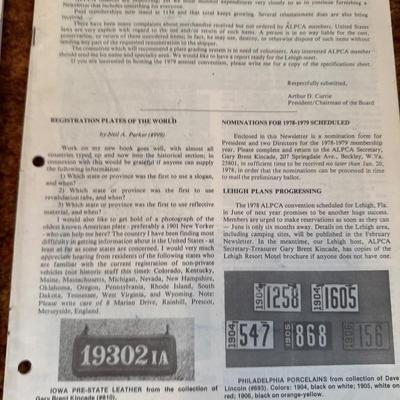 Newsletter that includes something for everyone.
Paid memberships now stand at 1156 and that total keeps growing. Several reinstatement dues are also being
received.
There have been many complaints about merchandise received but not ordered by ALPCA members. United States
laws are very explicit with regard to the use and/or return of such items. A person is in no way liable for the cost,
preservation, or return of these unordered items; in fact, he may use, destroy, or otherwise dispose of such items without
sending any part of the requested remuneration to the shipper.
The committee which will recommend a plate grading system is in need of volunteers. Any interested ALPCA member
should send me his name and specialty area. We would like to have a report ready for the Lehigh meet.
If you are interested in hosting the 1979 annual convention, please write me for a copy of the specifications sheet.
Respectfully submitted,
Arthur D. Currie
President/Chairman of the Board
REGISTRATION PLATES OF THE WORLD
by Neil A. Parker (#999)
Work on my new book goes well, with almost all
countries typed up and now into the historical section; in
connection with this would be grateful if anyone can supply
the following information:
1) Which state or province was the first to use a slogan,
and when?
2) Which state or province was the first to use
revalidation tabs, and when?
3) Which state or province was the first to use reflective
material, and when?
I would also like to get hold of a photograph of the
oldest known American plate - preferably a 1901 New Yorker
- who can help me here? The country I have been finding most
difficulty in getting information about is the United States - at
least as far as some states are concerned. I would very much
appreciate hearing from residents of the following states who
are familiar with the current registration of non-private
vehicles (not historic stuff this time): Colorado, Kentucky,
Maine, Massachusetts, Michigan, Nevada, New Hampshire,
Oklahoma, Oregon, Pennsylvania, Rhode Island, South
Dakota, Tennessee, West Virginia, and Wyoming. Note:
Please write care of 8 Marian Drive, Rainhill, Prescot,
Merseyside, England.
19302 IA
IOWA PRE-STATE LEATHER from the collection of
Gary Brent Kincade (#810).
NOMINATIONS FOR 1978-1979 SCHEDULED
Enclosed in this Newsletter is a nomination form for
President and two Directors for the 1978-1979 membership
year. Please complete and return to the ALPCA Secretary,
Gary Brent Kincade, 207 Springdale Ave., Beckley, W.Va.
25801, in sufficient time to be received no later than Jan. 20,
1978, in order that the nominations can be processed in time
to mail the preliminary ballot.
LEHIGH PLANS PROGRESSING
The 1978 ALPCA convention scheduled for Lehigh, Fla.
in June of next year promises to be another huge success.
Members are urged to make reservations as soon as they can
— June is only six months away. Details on the Lehigh area,
including camping sites, will be published in the February
Newsletter. In the meantime, our Lehigh host, ALPCA
Secretary-Treasurer Gary Brent Kincade, has copies of the
Lehigh Resort Motel brochure if anyone does not have one.
1904 1258 1904 1605
1904 547 1905 868 1906 156
PHILADELPHIA PORCELAINS from collection of Dave
Lincoln (#693). Colors: 1904, black on white; 1905, white on
red; 1906, black on orange-yellow.